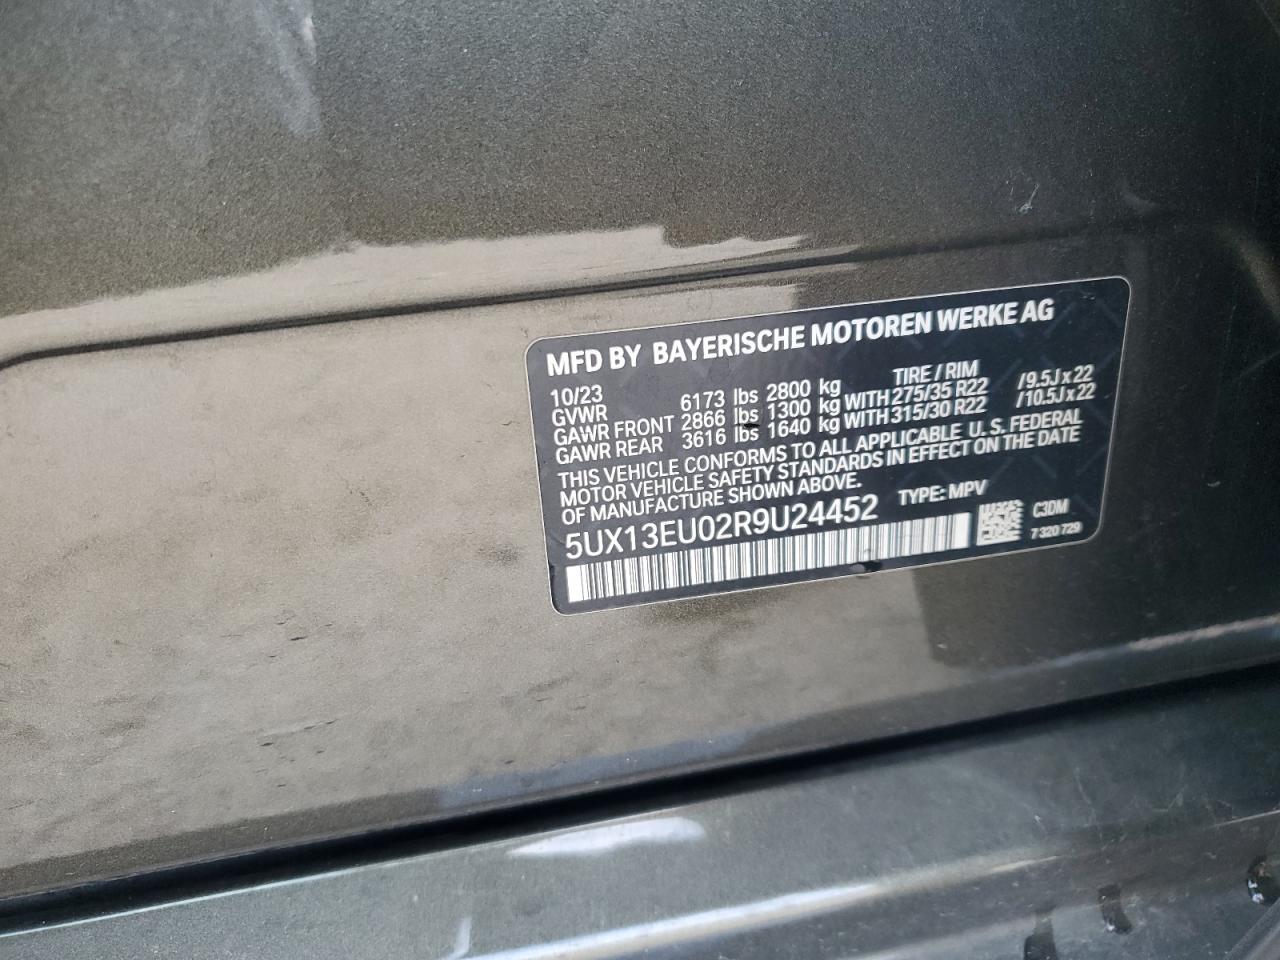 MFD BY BAYERISCHE MOTOREN WERKE AG
10/23 TIRE / RIM
GVWR 6173 lbs 2800 kg
GAWR FRONT 2866 lbs 1300 kg WITH 275/35 R22 /9.5J x 22
GAWR REAR 3616 lbs 1640 kg WITH 315/30 R22 /10.5J x 22
THIS VEHICLE CONFORMS TO ALL APPLICABLE U. S. FEDERAL
MOTOR VEHICLE SAFETY STANDARDS IN EFFECT ON THE DATE
OF MANUFACTURE SHOWN ABOVE.
5UX13EU02R9U24452 TYPE: MPV
C3DM
7 320 729